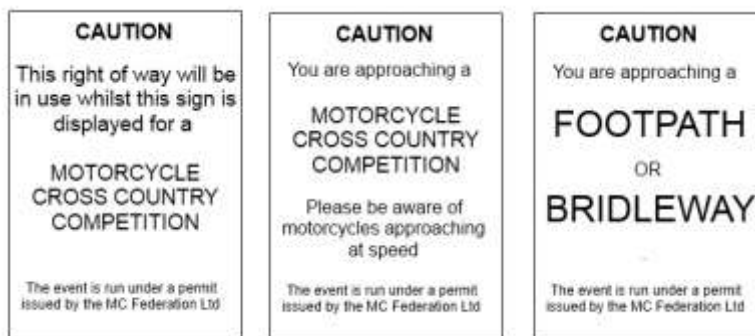 CAUTION
This right of way will be
in use whilst this sign is
displayed for a
MOTORCYCLE
CROSS COUNTRY
COMPETITION
The event is run under a permit
issued by the MC Federation Ltd
CAUTION
You are approaching a
MOTORCYCLE
CROSS COUNTRY
COMPETITION
Please be aware of
motorcycles approaching
at speed
The event is run under a permit
issued by the MC Federation Ltd
CAUTION
You are approaching a
FOOTPATH
OR
BRIDLEWAY
The event is run under a permit
issued by the MC Federation Ltd